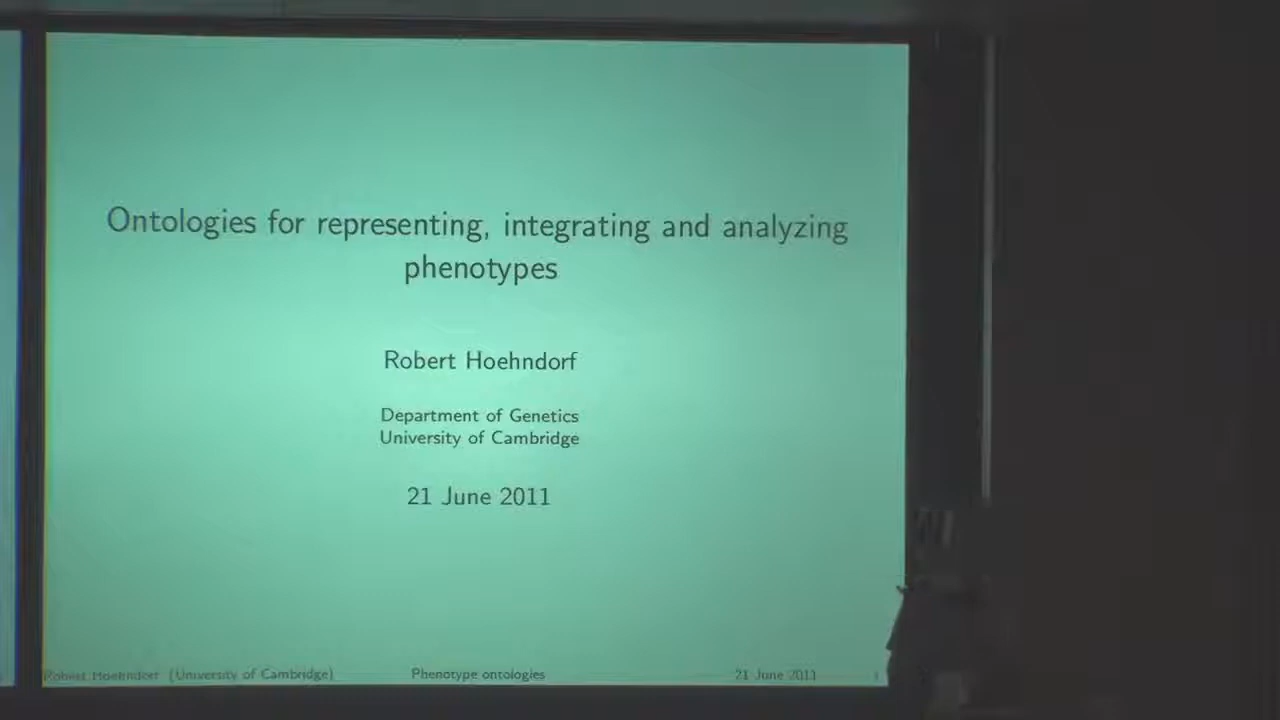 Ontologies for representing, integrating and analyzing
phenotypes
Robert Hoehndorf
Department of Genetics
University of Cambridge
21 June 2011
Robert Hoehndorf (University of Cambridge) Phenotype ontologies 21 June 2011